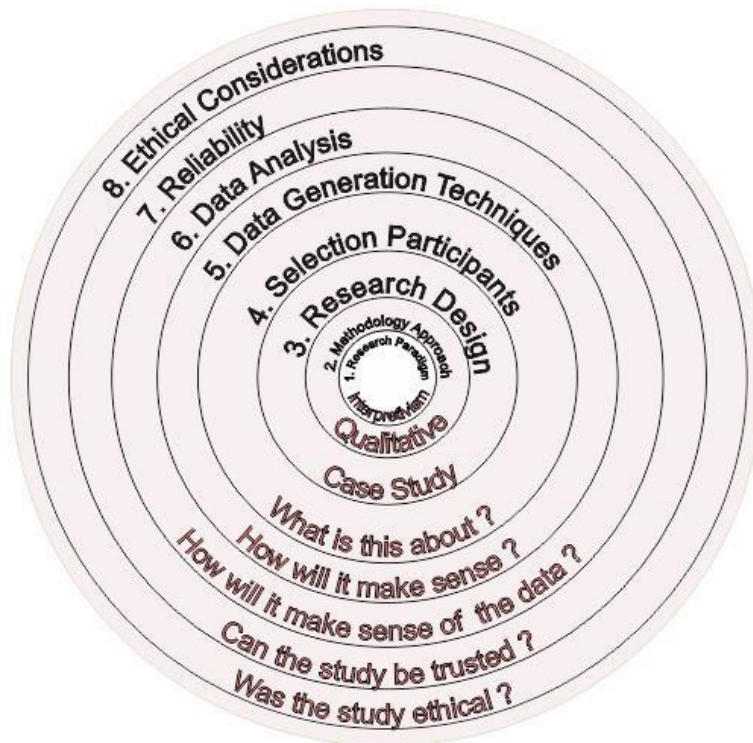 8. Ethical Considerations
7. Reliability
6. Data Analysis
5. Data Generation Techniques
4. Selection Participants
3. Research Design
2. Methodology Approach
1. Research Paradigm
Interpretivism
Qualitative
Case Study
What is this about ?
How will it make sense ?
How will it make sense of the data ?
Can the study be trusted ?
Was the study ethical ?